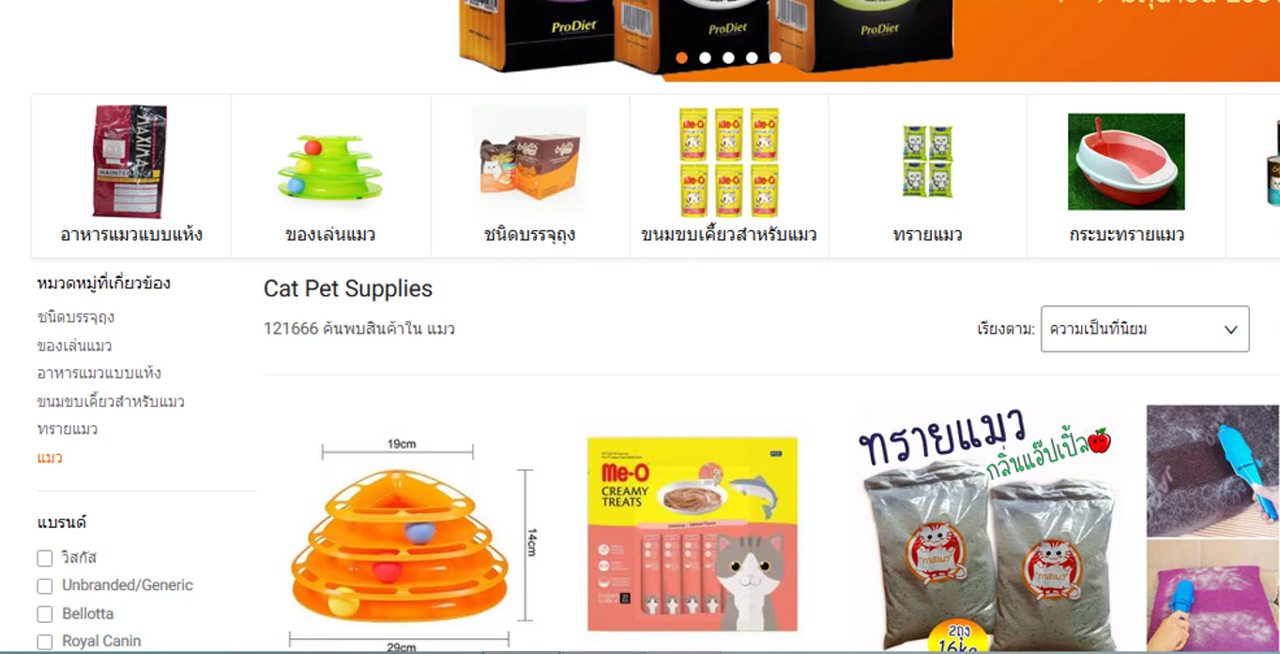 ProDiet
ProDiet
ProDiet
MAXIMA
MAINTENANCE
Me-O
Me-O
Me-O
Me-O
Me-O
Me-O
อาหารแมวแบบแห้ง
ของเล่นแมว
ชนิดบรรจุถุง
ขนมขบเคี้ยวสำหรับแมว
ทรายแมว
กระบะทรายแมว
หมวดหมู่ที่เกี่ยวข้อง
ชนิดบรรจุถุง
ของเล่นแมว
อาหารแมวแบบแห้ง
ขนมขบเคี้ยวสำหรับแมว
ทรายแมว
แมว
แบรนด์
วิสกัส
Unbranded/Generic
Bellotta
Royal Canin
Cat Pet Supplies
121666 ค้นพบสินค้าใน แมว
เรียงตาม: ความเป็นที่นิยม
19cm
14cm
29cm
Me-O
CREAMY
TREATS
ทรายแมว
กลิ่นแอ๊ปเปิ้ล
2ถุง
16kg